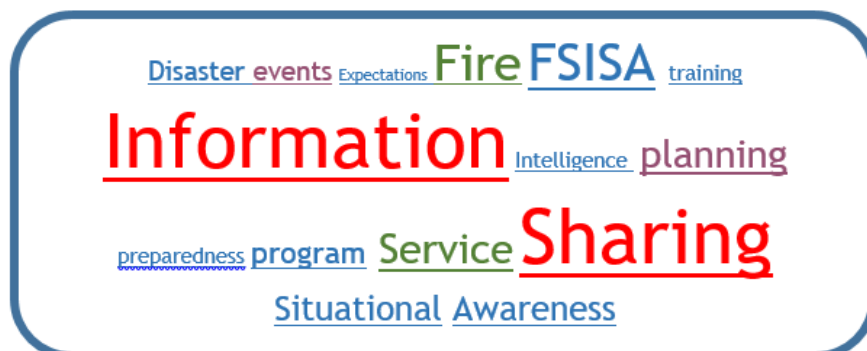 Disaster events Expectations Fire FSISA training
Information Intelligence planning
preparedness program Service Sharing
Situational Awareness